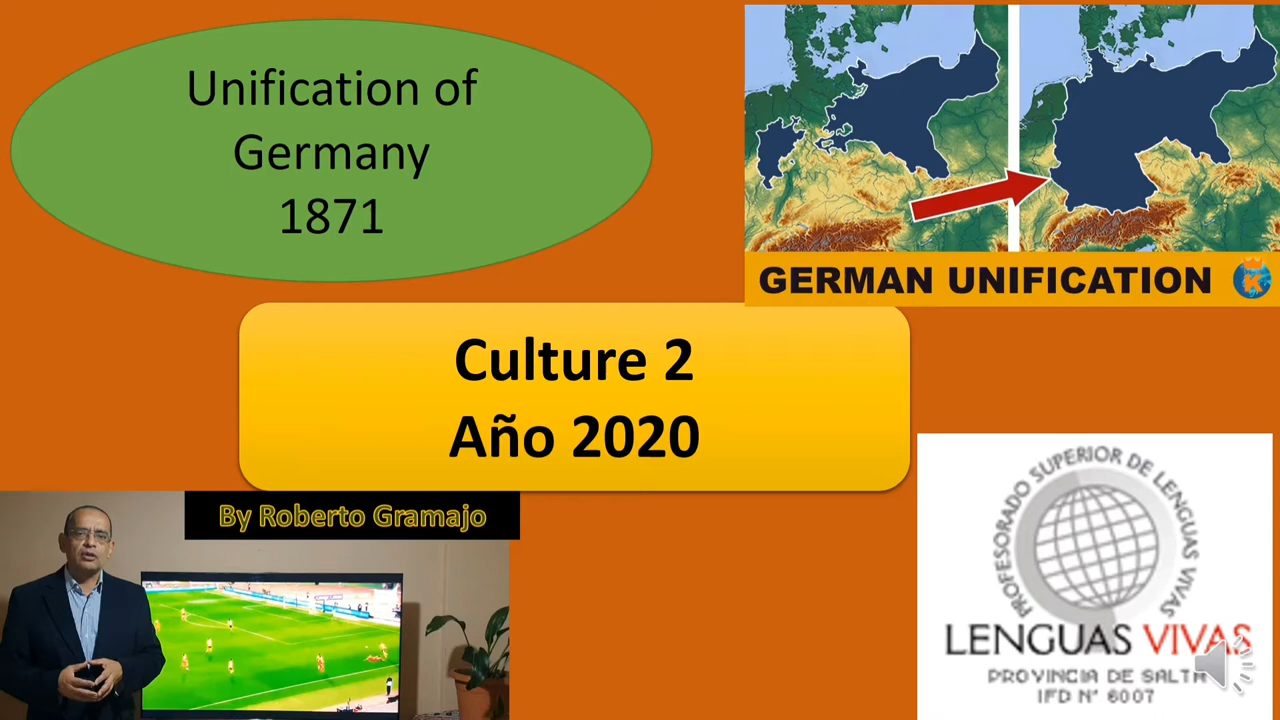 Unification of
Germany
1871
GERMAN UNIFICATION
K
Culture 2
Año 2020
By Roberto Gramajo
PROFESORADO SUPERIOR DE LENGUAS VIVAS
LENGUAS VIVAS
PROVINCIA DE SALTA
IFD N° 6007